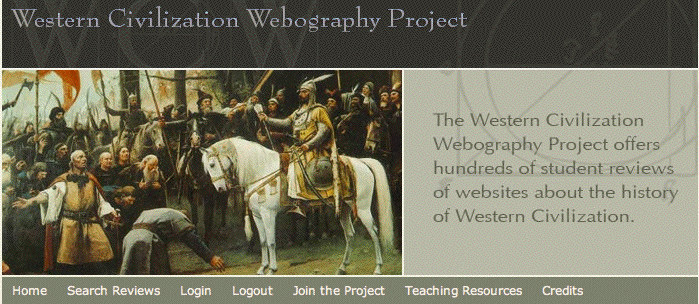 Western Civilization Webography Project
The Western Civilization
Webography Project offers
hundreds of student reviews
of websites about the history
of Western Civilization.
Home Search Reviews Login Logout Join the Project Teaching Resources Credits